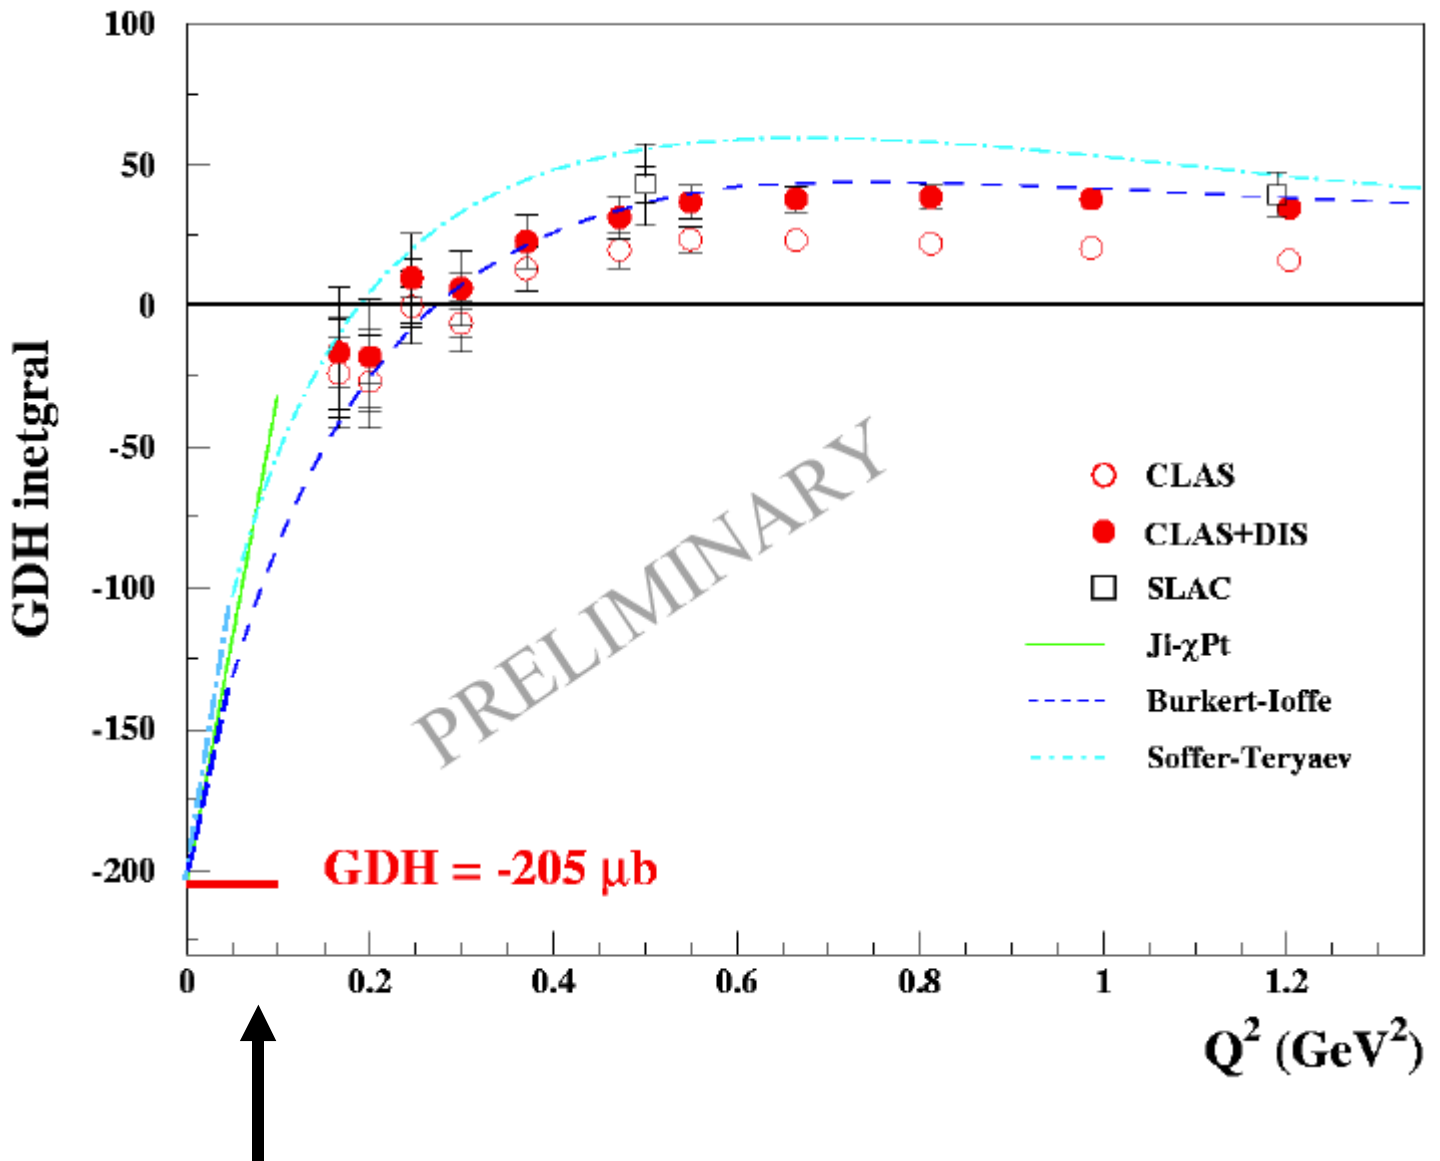 100
50
0
-50
-100
-150
-200
GDH inetgral
PRELIMINARY
CLAS
CLAS+DIS
SLAC
Ji-χPt
Burkert-Ioffe
Soffer-Teryaev
GDH = -205 μb
0 0.2 0.4 0.6 0.8 1 1.2
Q² (GeV²)